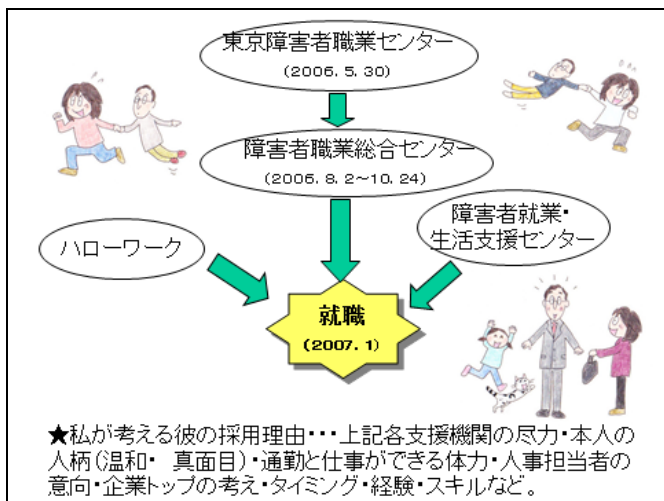 東京障害者職業センター
(2006.5.30)
障害者職業総合センター
(2006.8.2～10.24)
障害者就業・
生活支援センター
ハローワーク
就職
(2007.1)
★私が考える彼の採用理由・・・上記各支援機関の尽力・本人の
人柄(温和・ 真面目)・通勤と仕事ができる体力・人事担当者の
意向・企業トップの考え・タイミング・経験・スキルなど。